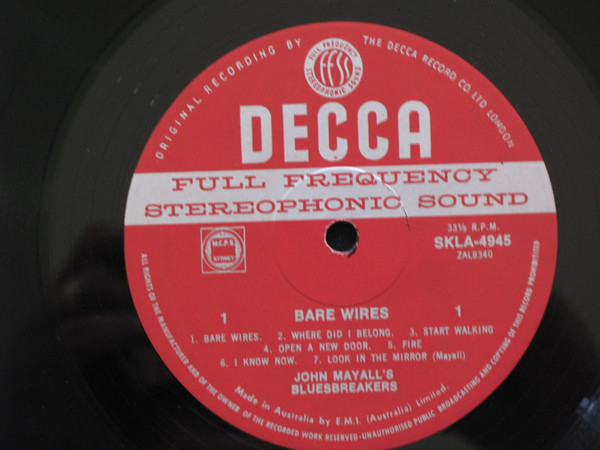 ORIGINAL RECORDING BY THE DECCA RECORD CO. LTD LONDON
FULL FREQUENCY
FFSS
STEREOPHONIC SOUND
DECCA
FULL FREQUENCY
STEREOPHONIC SOUND
33⅓ R.P.M.
M.C.P.S. SKLA-4945
SYDNEY ZAL8340
1 BARE WIRES 1
1. BARE WIRES. 2. WHERE DID I BELONG. 3. START WALKING
4. OPEN A NEW DOOR. 5. FIRE
6. I KNOW NOW. 7. LOOK IN THE MIRROR (Mayall)
JOHN MAYALL'S
BLUESBREAKERS
Made in Australia by E.M.I. (Australia) Limited.
ALL RIGHTS OF THE MANUFACTURER AND OF THE OWNER OF THE RECORDED WORK RESERVED-UNAUTHORISED PUBLIC BROADCASTING AND COPYING OF THIS RECORD PROHIBITED